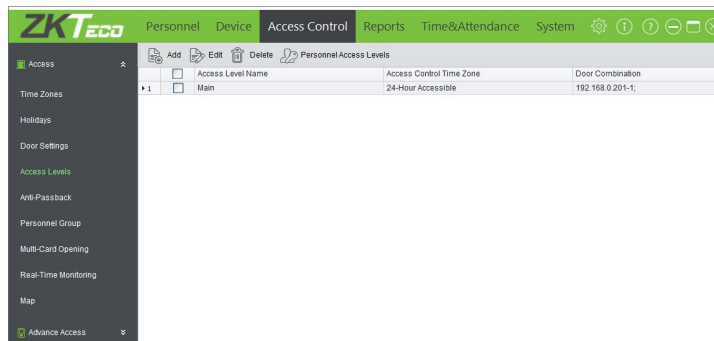 ZKTECO Personnel Device Access Control Reports Time&Attendance System
Access
Add Edit Delete Personnel Access Levels
Access Level Name Access Control Time Zone Door Combination
1 Main 24-Hour Accessible 192.168.0.201-1;
Time Zones
Holidays
Door Settings
Access Levels
Anti-Passback
Personnel Group
Multi-Card Opening
Real-Time Monitoring
Map
Advance Access